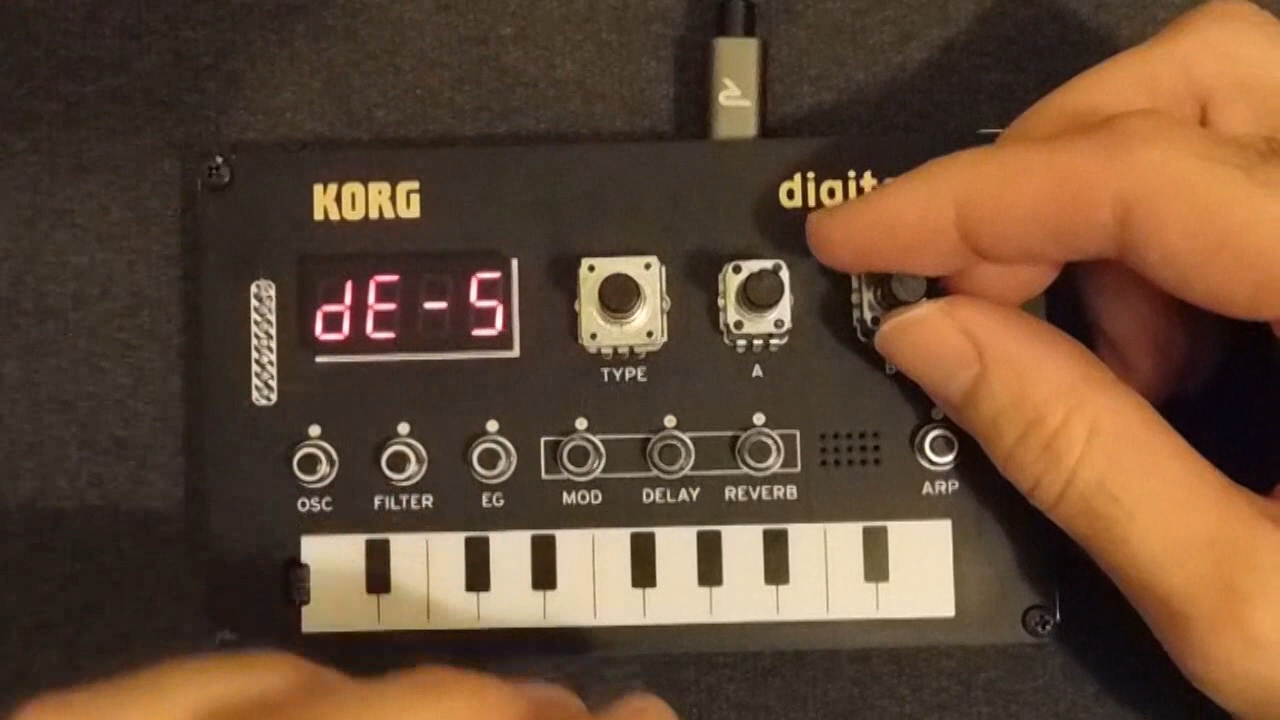 KORG
digit
dE-5
TYPE
A
B
OSC
FILTER
EG
MOD
DELAY
REVERB
ARP